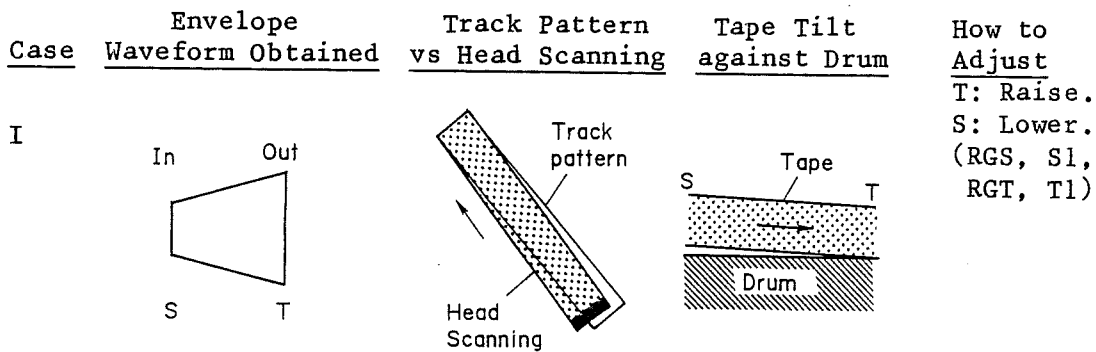 Case
Envelope
Waveform Obtained
Track Pattern
vs Head Scanning
Tape Tilt
against Drum
How to
Adjust
I
In
Out
S
T
Track
pattern
Head
Scanning
Tape
S
T
Drum
T: Raise.
S: Lower.
(RGS, S1,
RGT, T1)